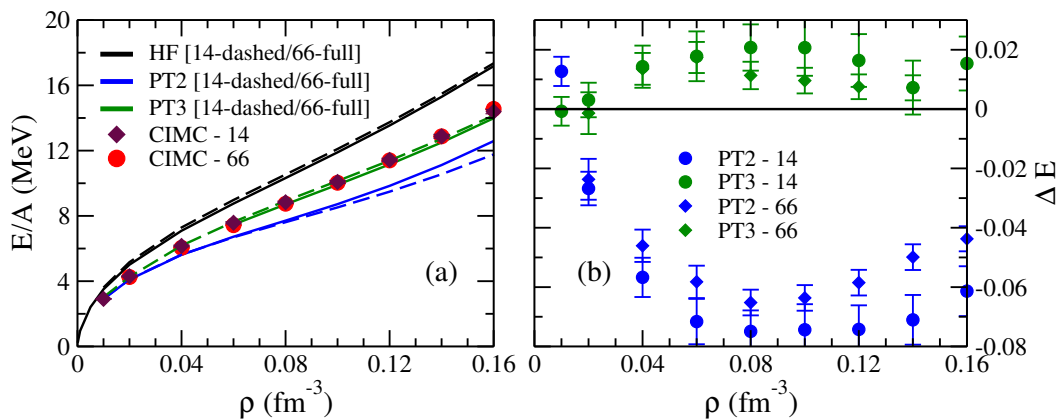 20
16
12
8
4
0
E/A (MeV)
HF [14-dashed/66-full]
PT2 [14-dashed/66-full]
PT3 [14-dashed/66-full]
CIMC - 14
CIMC - 66
(a)
0 0.04 0.08 0.12 0.16
ρ (fm⁻³)
(b)
PT2 - 14
PT3 - 14
PT2 - 66
PT3 - 66
0.02
0
-0.02
-0.04
-0.06
-0.08
Δ E
0 0.04 0.08 0.12 0.16
ρ (fm⁻³)